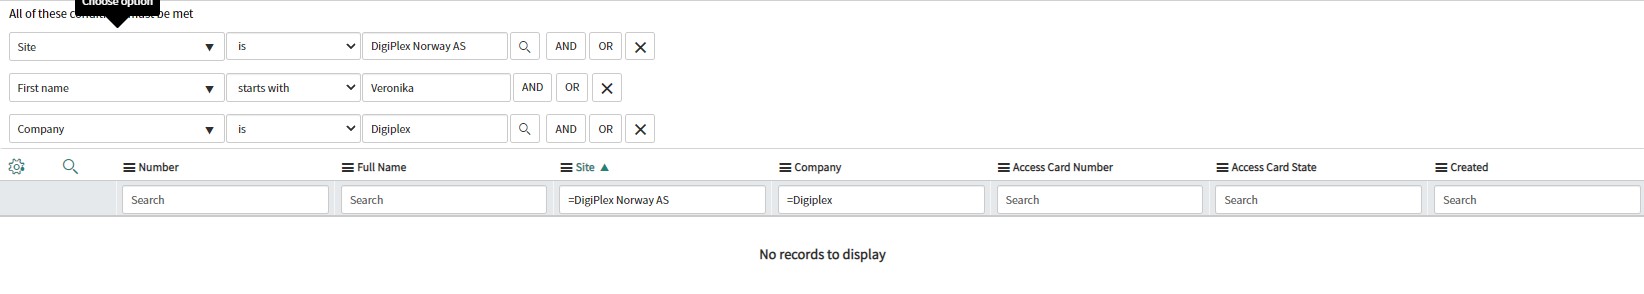 Choose option
All of these conditions must be met
Site is DigiPlex Norway AS AND OR
First name starts with Veronika AND OR
Company is Digiplex AND OR
Number Full Name Site Company Access Card Number Access Card State Created
Search Search =DigiPlex Norway AS =Digiplex Search Search Search
No records to display